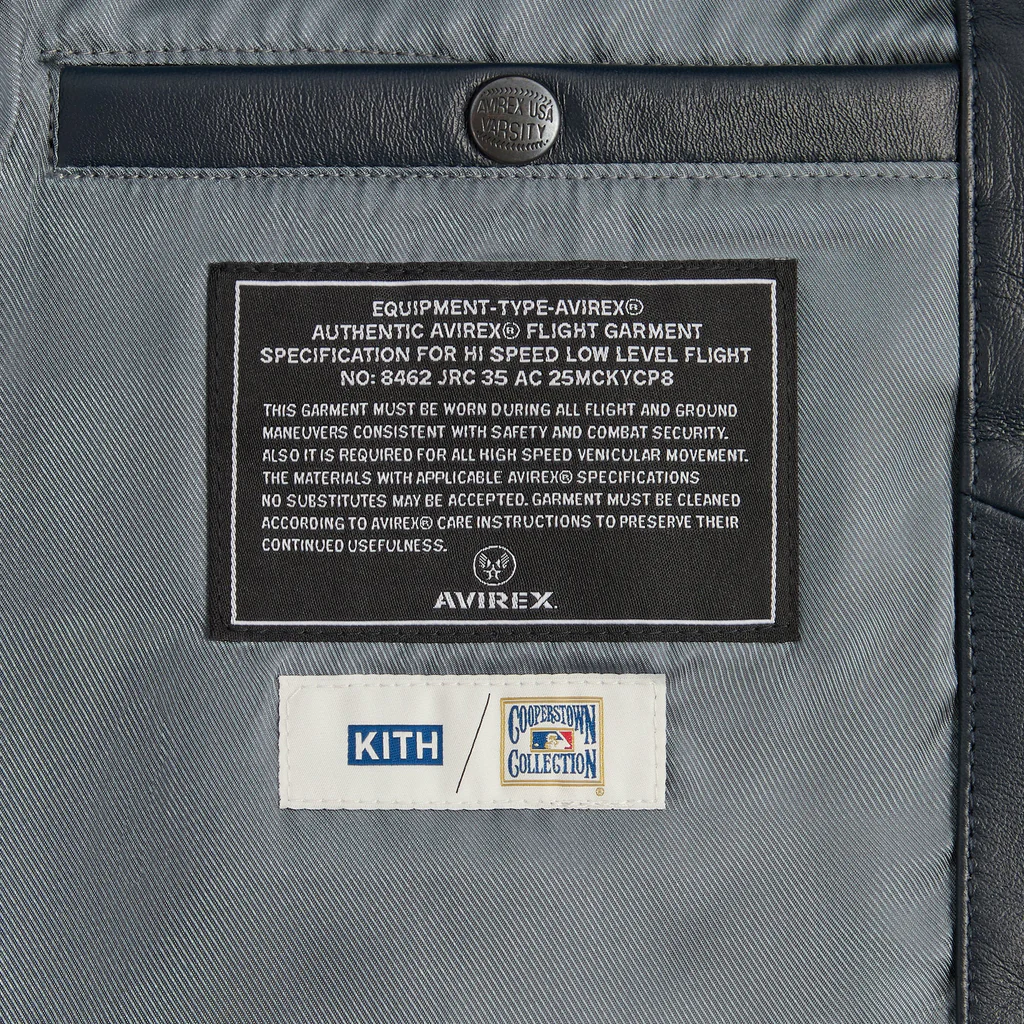 AVIREX USA
VARSITY
EQUIPMENT-TYPE-AVIREX®
AUTHENTIC AVIREX® FLIGHT GARMENT
SPECIFICATION FOR HI SPEED LOW LEVEL FLIGHT
NO: 8462 JRC 35 AC 25MCKYCP8
THIS GARMENT MUST BE WORN DURING ALL FLIGHT AND GROUND
MANEUVERS CONSISTENT WITH SAFETY AND COMBAT SECURITY.
ALSO IT IS REQUIRED FOR ALL HIGH SPEED VENICULAR MOVEMENT.
THE MATERIALS WITH APPLICABLE AVIREX® SPECIFICATIONS
NO SUBSTITUTES MAY BE ACCEPTED. GARMENT MUST BE CLEANED
ACCORDING TO AVIREX® CARE INSTRUCTIONS TO PRESERVE THEIR
CONTINUED USEFULNESS.
AVIREX.
KITH / COOPERSTOWN
COLLECTION ®